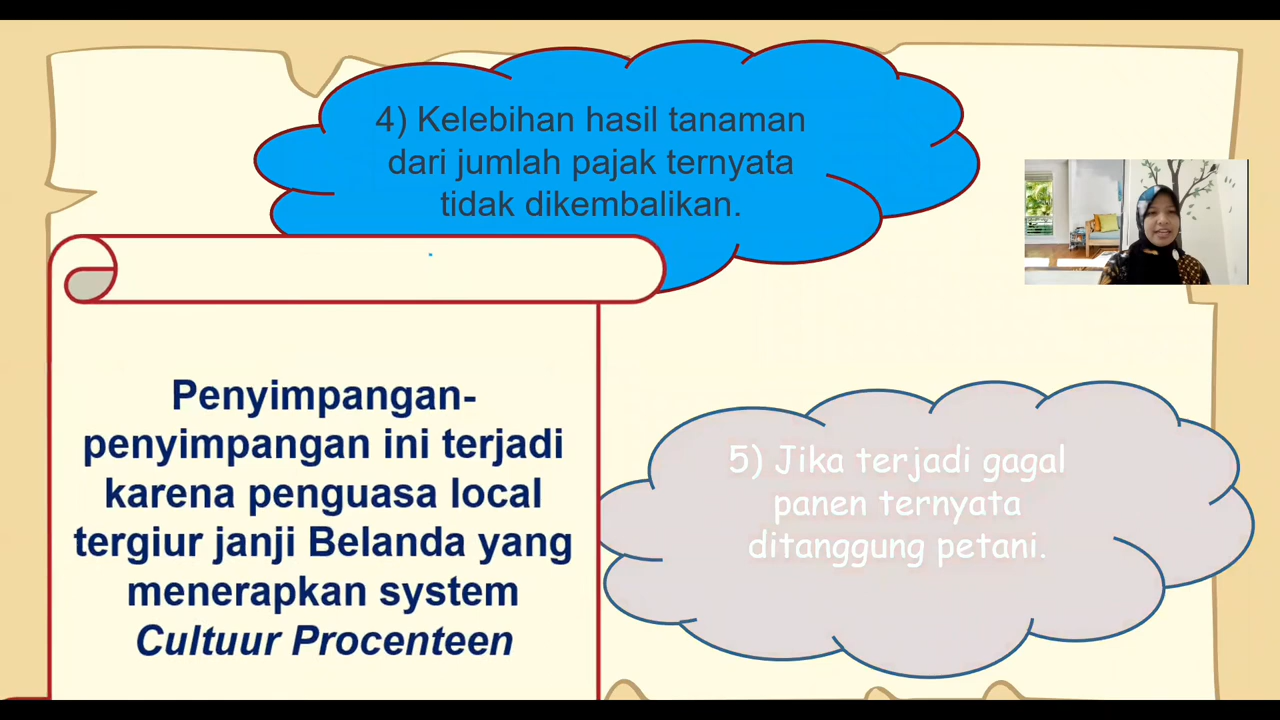 4) Kelebihan hasil tanaman
dari jumlah pajak ternyata
tidak dikembalikan.
Penyimpangan-
penyimpangan ini terjadi
karena penguasa local
tergiur janji Belanda yang
menerapkan system
Cultuur Procenteen
5) Jika terjadi gagal
panen ternyata
ditanggung petani.